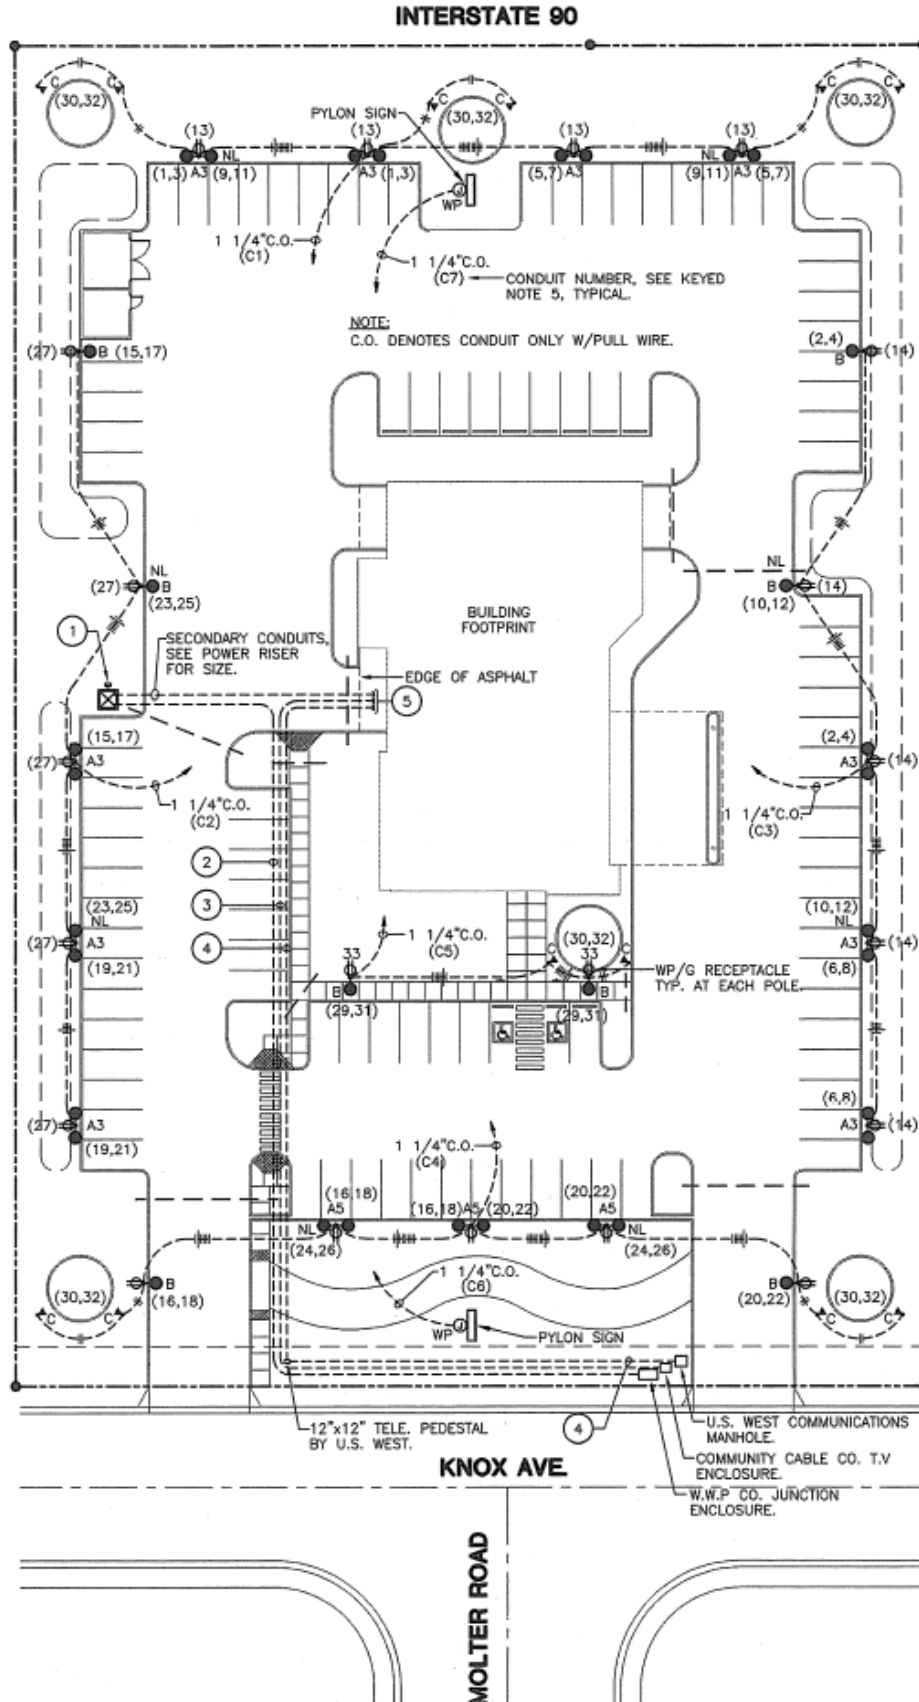 INTERSTATE 90
C C
(30,32)
PYLON SIGN
C C
(30,32)
C C
(30,32)
(13)
(13)
(13)
(13)
NL
NL
(1,3) A3 (9,11)
A3 (1,3)
(5,7) A3
(9,11) A3 (5,7)
J
WP
1 1/4"C.O.
(C1)
1 1/4"C.O.
(C7)
CONDUIT NUMBER, SEE KEYED
NOTE 5, TYPICAL.
NOTE:
C.O. DENOTES CONDUIT ONLY W/PULL WIRE.
(27) B (15,17)
(2,4)
B (14)
NL
(27) B
(23,25)
NL
B (14)
(10,12)
BUILDING
FOOTPRINT
1
SECONDARY CONDUITS,
SEE POWER RISER
FOR SIZE.
EDGE OF ASPHALT
5
(15,17)
(27) A3
(2,4)
A3 (14)
1 1/4"C.O.
(C2)
1 1/4"C.O.
(C3)
2
3
4
(23,25)
NL
(27) A3
(19,21)
(10,12)
NL
A3 (14)
(6,8)
1 1/4"C.O.
(C5)
33
B
(29,31)
(30,32)
C C
33
B
(29,31)
WP/G RECEPTACLE
TYP. AT EACH POLE.
(27) A3
(19,21)
(6,8)
A3 (14)
1 1/4"C.O.
(C4)
(16,18)
A5
NL
(24,26)
(16,18) A5 (20,22)
(20,22)
A5
NL
(24,26)
(30,32)
C C
B
(16,18)
1 1/4"C.O.
(C6)
J
WP
PYLON SIGN
B
(20,22)
(30,32)
C C
12"x12" TELE. PEDESTAL
BY U.S. WEST.
4
U.S. WEST COMMUNICATIONS
MANHOLE.
COMMUNITY CABLE CO. T.V
ENCLOSURE.
W.W.P CO. JUNCTION
ENCLOSURE.
KNOX AVE.
MOLTER ROAD